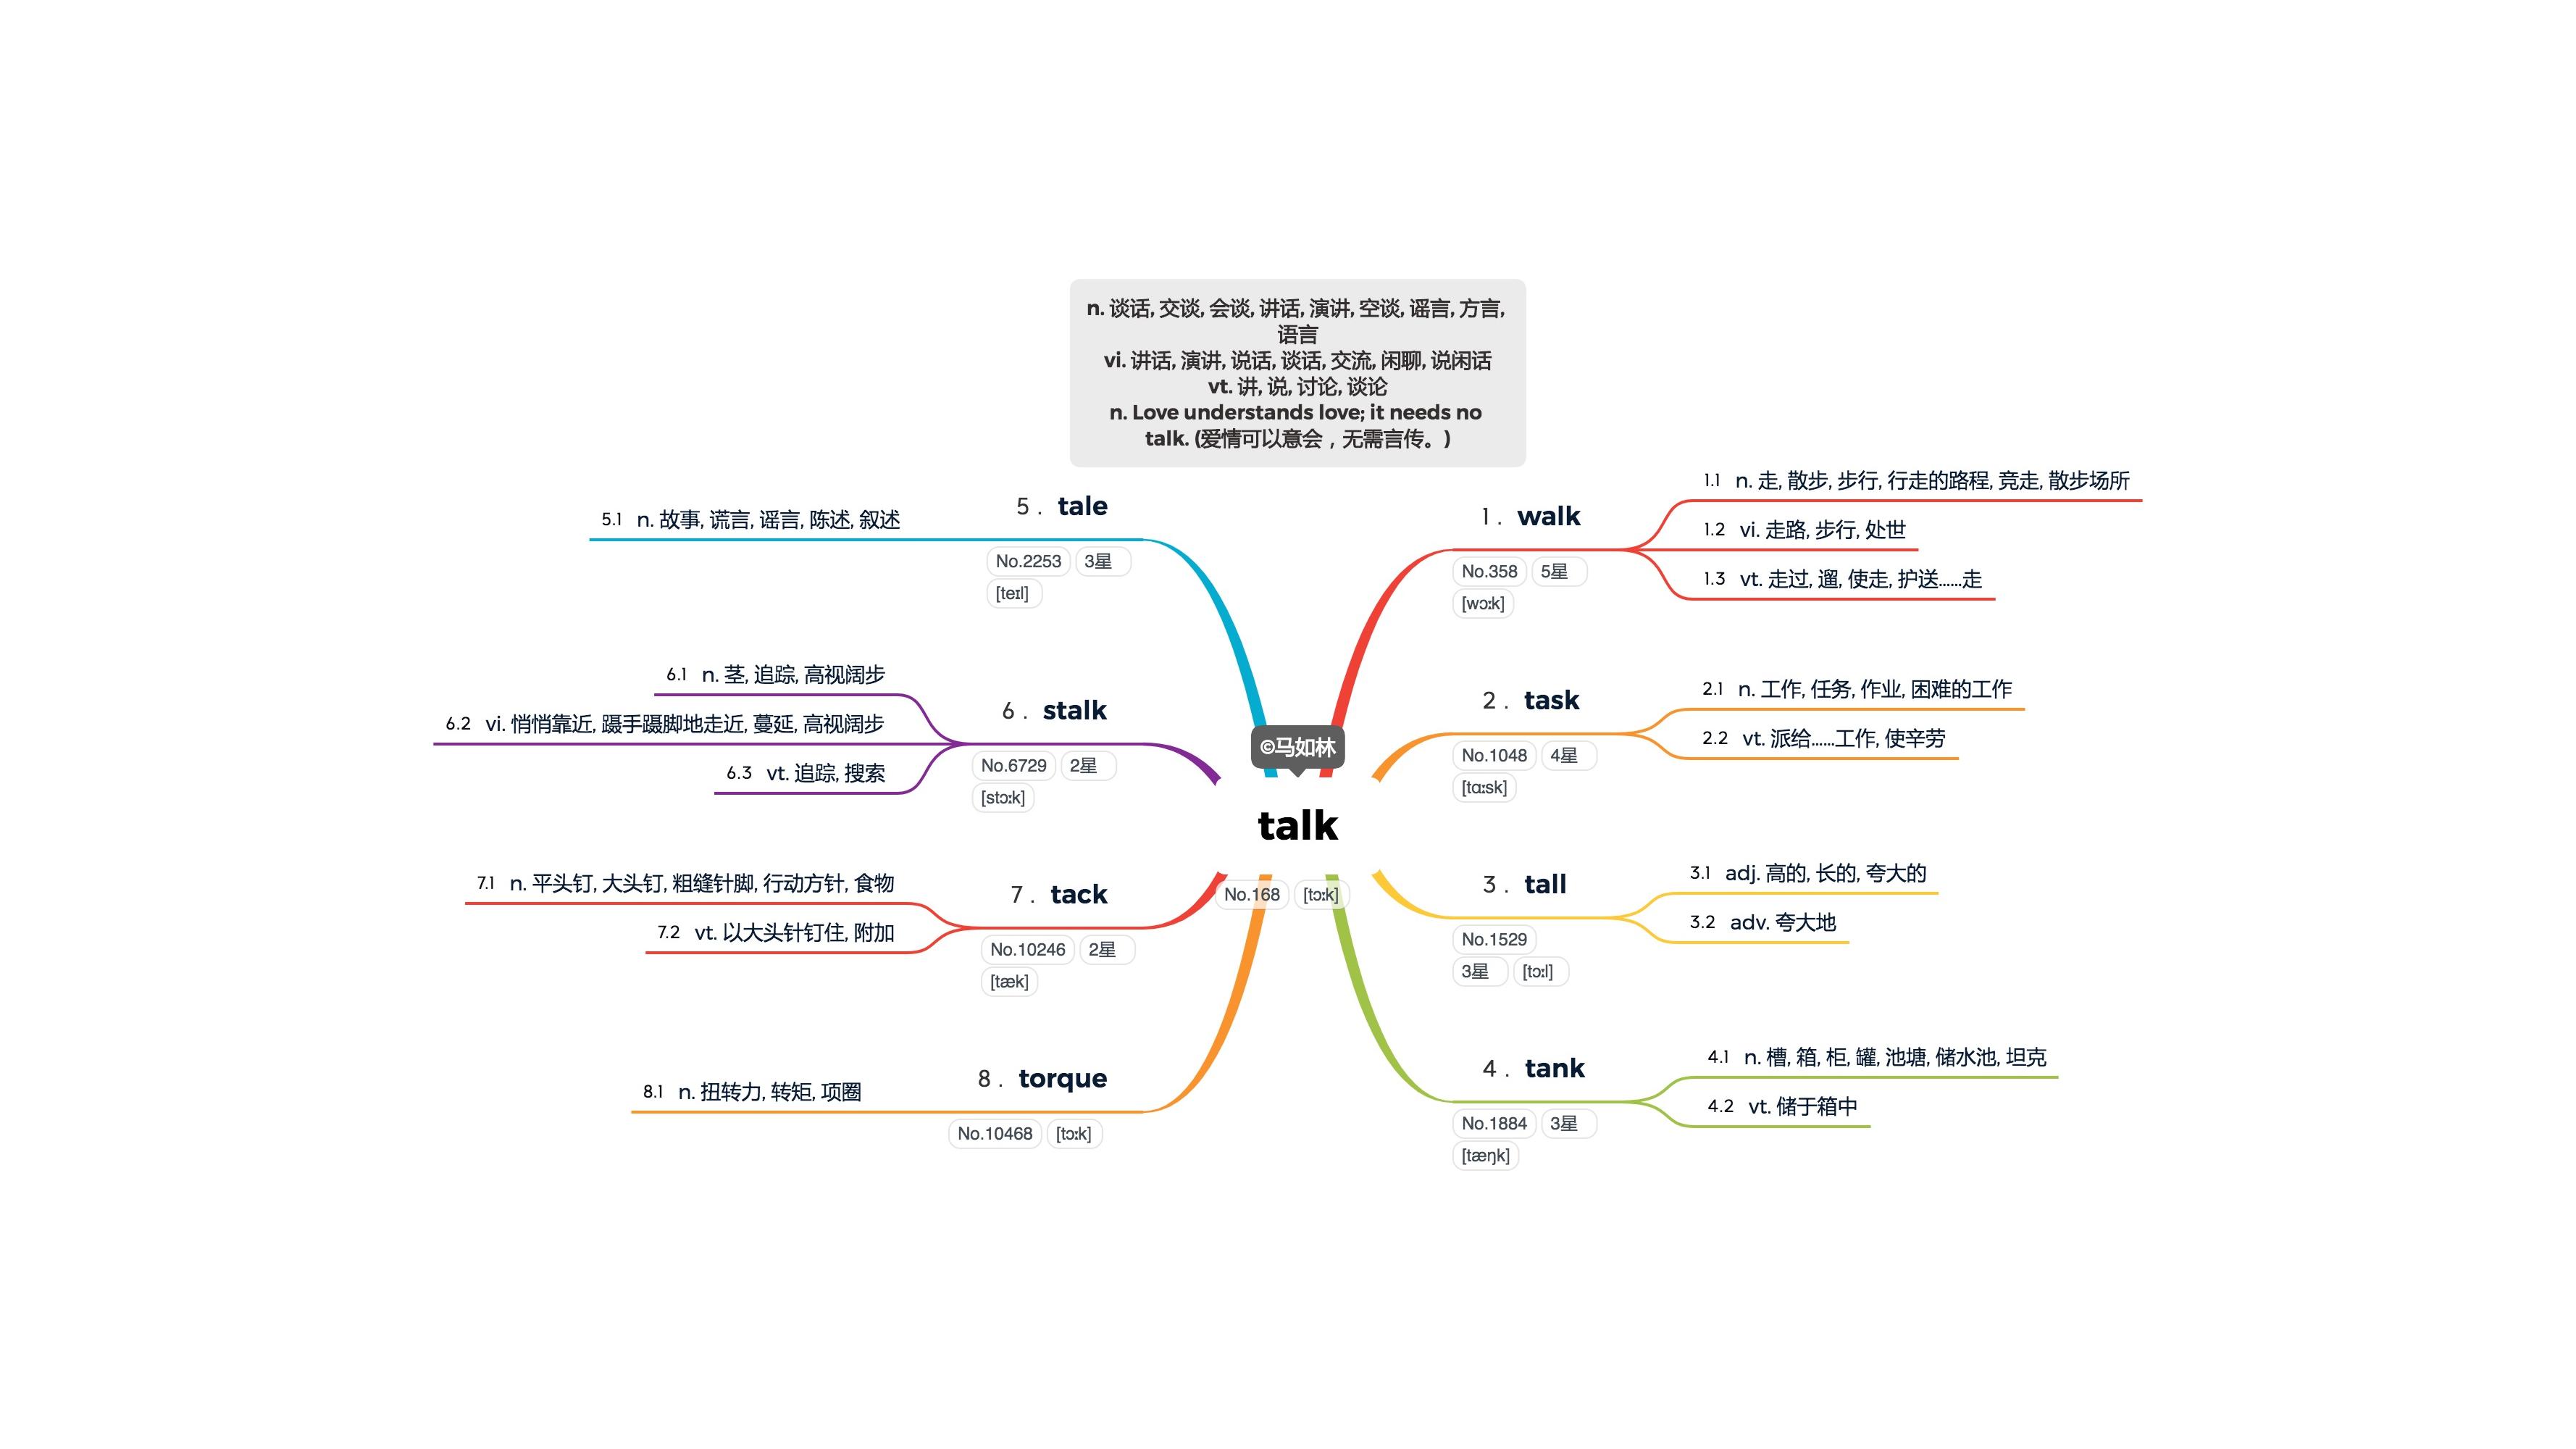 n. 谈话, 交谈, 会谈, 讲话, 演讲, 空谈, 谣言, 方言,
语言
vi. 讲话, 演讲, 说话, 谈话, 交流, 闲聊, 说闲话
vt. 讲, 说, 讨论, 谈论
n. Love understands love; it needs no
talk. (爱情可以意会，无需言传。)
©马如林
talk
No.168 [tɔːk]
1. walk
No.358 5星
[wɔːk]
1.1 n. 走, 散步, 步行, 行走的路程, 竞走, 散步场所
1.2 vi. 走路, 步行, 处世
1.3 vt. 走过, 遛, 使走, 护送……走
2. task
No.1048 4星
[tɑːsk]
2.1 n. 工作, 任务, 作业, 困难的工作
2.2 vt. 派给……工作, 使辛劳
3. tall
No.1529
3星 [tɔːl]
3.1 adj. 高的, 长的, 夸大的
3.2 adv. 夸大地
4. tank
No.1884 3星
[tæŋk]
4.1 n. 槽, 箱, 柜, 罐, 池塘, 储水池, 坦克
4.2 vt. 储于箱中
5. tale
No.2253 3星
[teɪl]
5.1 n. 故事, 谎言, 谣言, 陈述, 叙述
6. stalk
No.6729 2星
[stɔːk]
6.1 n. 茎, 追踪, 高视阔步
6.2 vi. 悄悄靠近, 蹑手蹑脚地走近, 蔓延, 高视阔步
6.3 vt. 追踪, 搜索
7. tack
No.10246 2星
[tæk]
7.1 n. 平头钉, 大头钉, 粗缝针脚, 行动方针, 食物
7.2 vt. 以大头针钉住, 附加
8. torque
No.10468 [tɔːk]
8.1 n. 扭转力, 转矩, 项圈